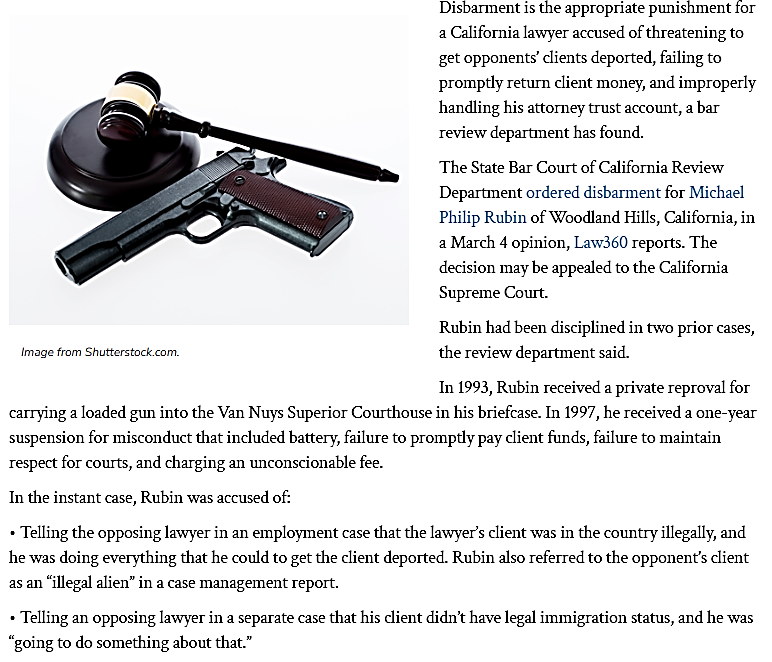 Disbarment is the appropriate punishment for
a California lawyer accused of threatening to
get opponents' clients deported, failing to
promptly return client money, and improperly
handling his attorney trust account, a bar
review department has found.
The State Bar Court of California Review
Department ordered disbarment for Michael
Philip Rubin of Woodland Hills, California, in
a March 4 opinion, Law360 reports. The
decision may be appealed to the California
Supreme Court.
Image from Shutterstock.com.
Rubin had been disciplined in two prior cases,
the review department said.
In 1993, Rubin received a private reproval for
carrying a loaded gun into the Van Nuys Superior Courthouse in his briefcase. In 1997, he received a one-year
suspension for misconduct that included battery, failure to promptly pay client funds, failure to maintain
respect for courts, and charging an unconscionable fee.
In the instant case, Rubin was accused of:
• Telling the opposing lawyer in an employment case that the lawyer's client was in the country illegally, and
he was doing everything that he could to get the client deported. Rubin also referred to the opponent's client
as an “illegal alien” in a case management report.
• Telling an opposing lawyer in a separate case that his client didn't have legal immigration status, and he was
“going to do something about that.”